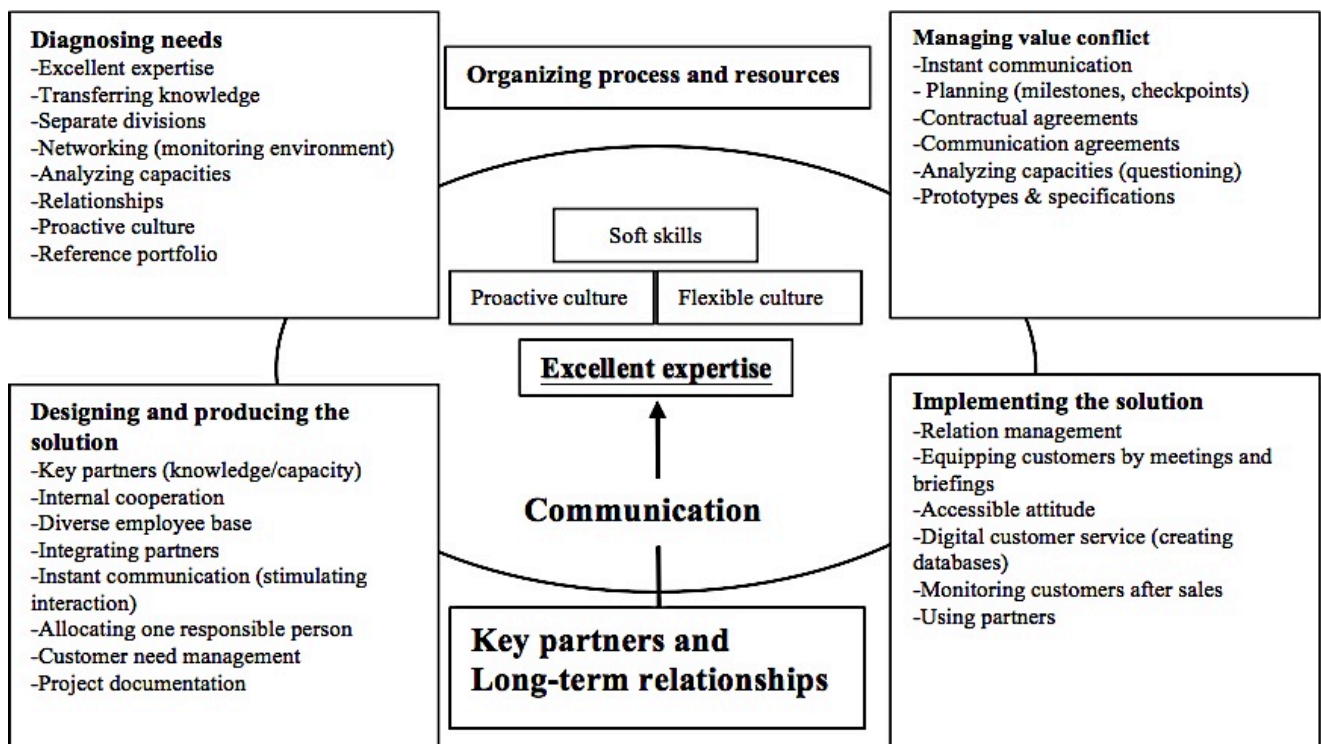 Diagnosing needs
-Excellent expertise
-Transferring knowledge
-Separate divisions
-Networking (monitoring environment)
-Analyzing capacities
-Relationships
-Proactive culture
-Reference portfolio
Organizing process and resources
Managing value conflict
-Instant communication
- Planning (milestones, checkpoints)
-Contractual agreements
-Communication agreements
-Analyzing capacities (questioning)
-Prototypes & specifications
Soft skills
Proactive culture
Flexible culture
Excellent expertise
Communication
Key partners and
Long-term relationships
Designing and producing the
solution
-Key partners (knowledge/capacity)
-Internal cooperation
-Diverse employee base
-Integrating partners
-Instant communication (stimulating
interaction)
-Allocating one responsible person
-Customer need management
-Project documentation
Implementing the solution
-Relation management
-Equipping customers by meetings and
briefings
-Accessible attitude
-Digital customer service (creating
databases)
-Monitoring customers after sales
-Using partners